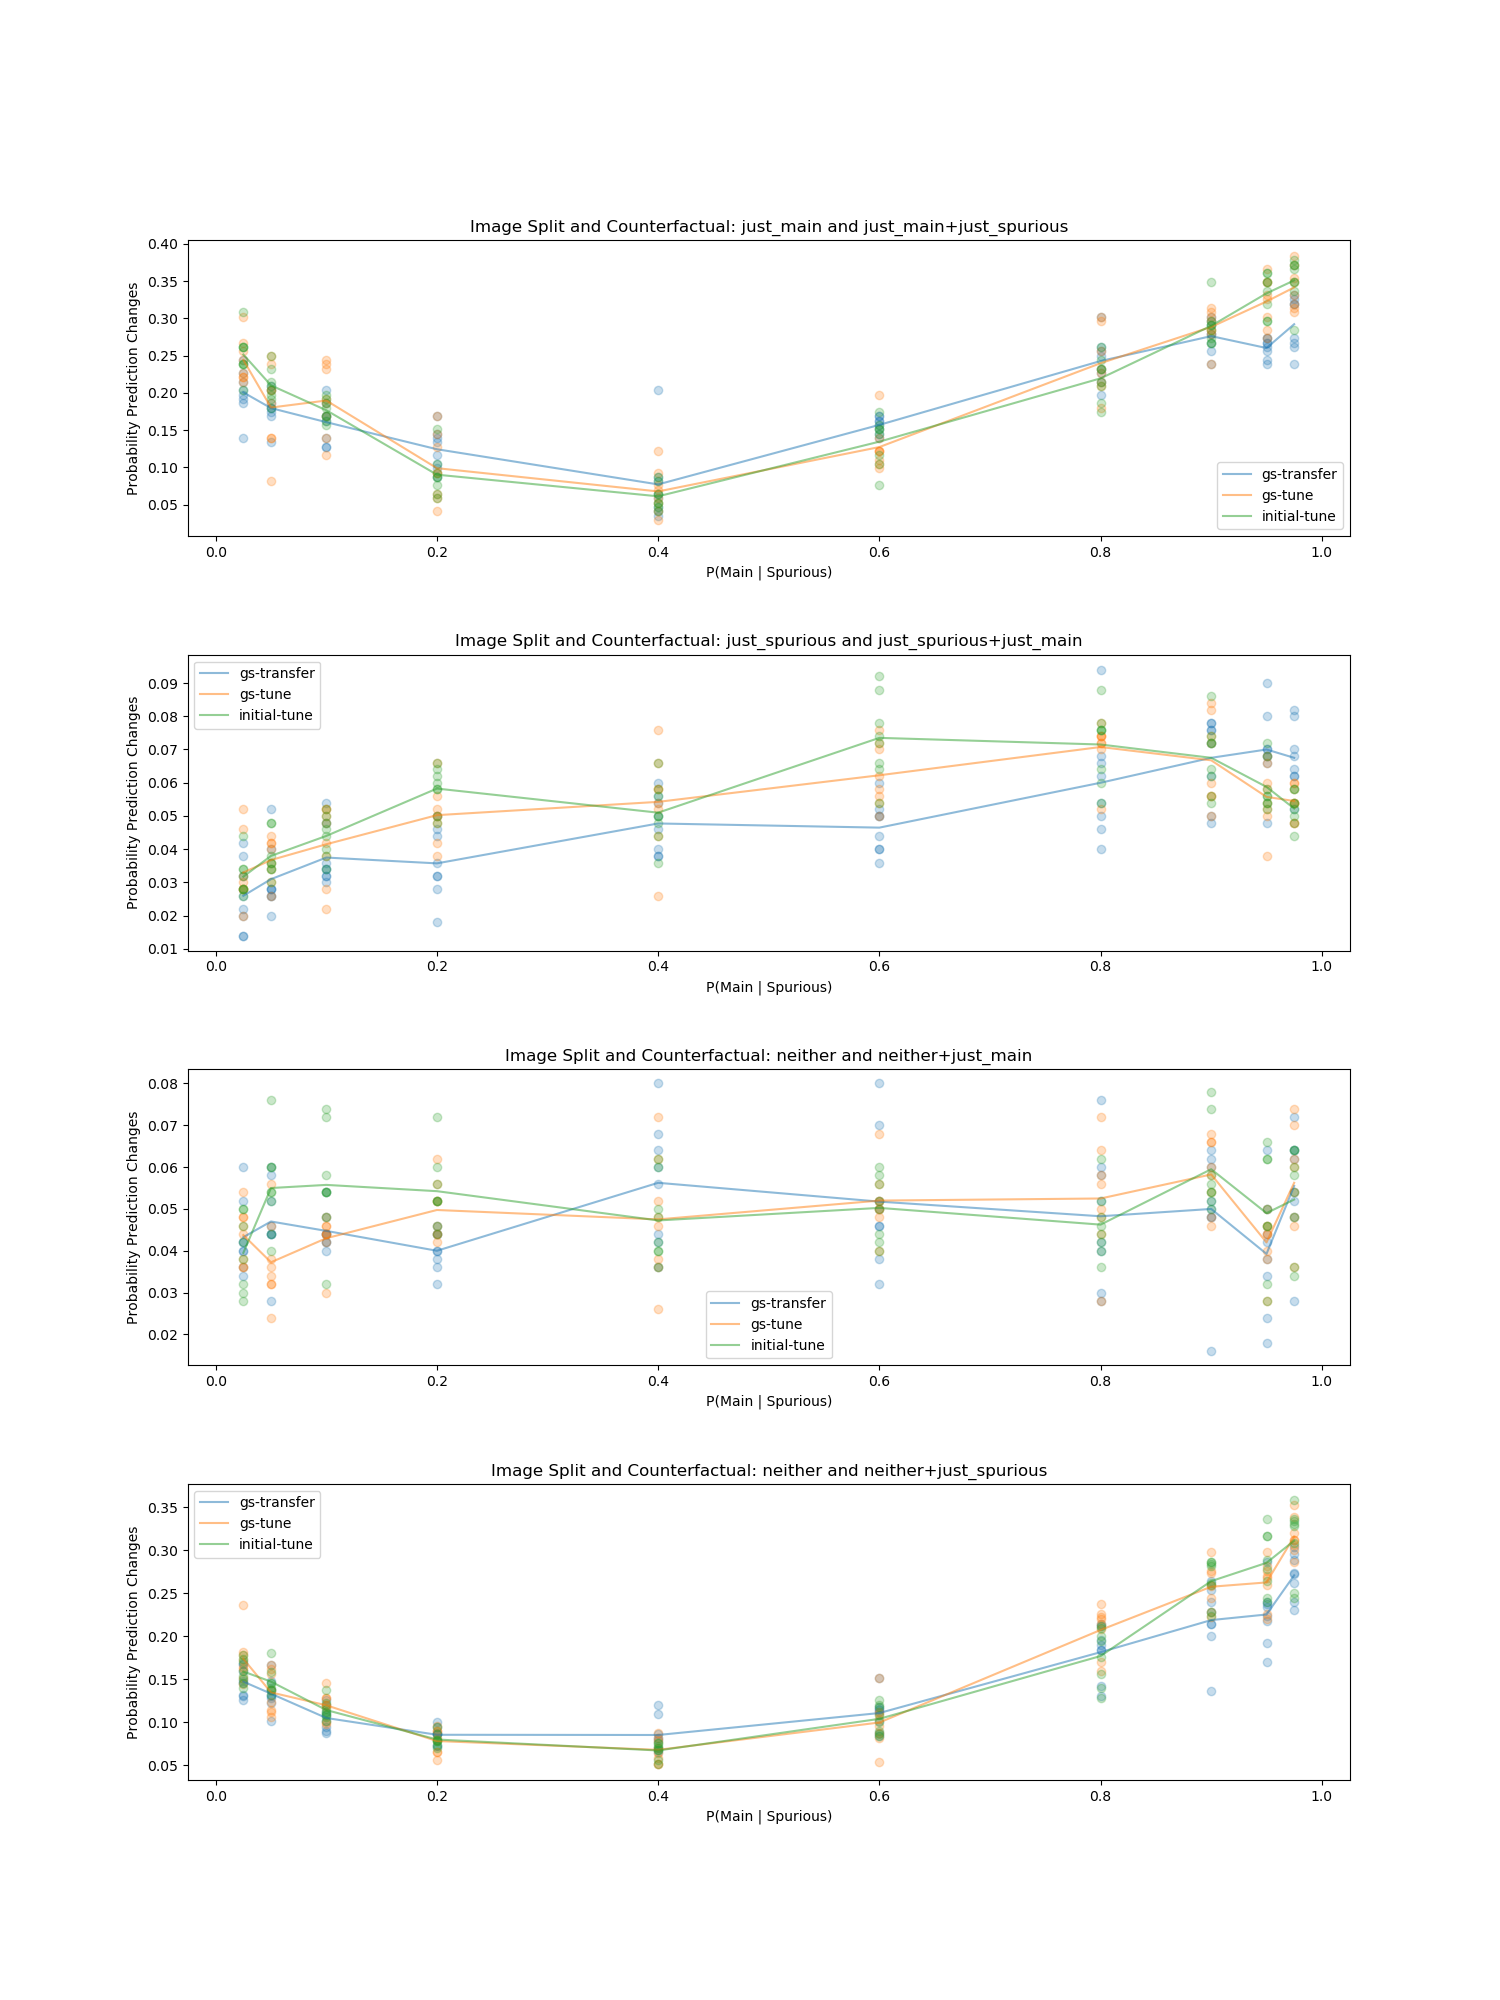 Image Split and Counterfactual: just_main and just_main+just_spurious
Probability Prediction Changes
0.40
0.35
0.30
0.25
0.20
0.15
0.10
0.05
gs-transfer
gs-tune
initial-tune
0.0 0.2 0.4 0.6 0.8 1.0
P(Main | Spurious)
Image Split and Counterfactual: just_spurious and just_spurious+just_main
Probability Prediction Changes
gs-transfer
gs-tune
initial-tune
0.09
0.08
0.07
0.06
0.05
0.04
0.03
0.02
0.01
0.0 0.2 0.4 0.6 0.8 1.0
P(Main | Spurious)
Image Split and Counterfactual: neither and neither+just_main
Probability Prediction Changes
0.08
0.07
0.06
0.05
0.04
0.03
0.02
gs-transfer
gs-tune
initial-tune
0.0 0.2 0.4 0.6 0.8 1.0
P(Main | Spurious)
Image Split and Counterfactual: neither and neither+just_spurious
Probability Prediction Changes
gs-transfer
gs-tune
initial-tune
0.35
0.30
0.25
0.20
0.15
0.10
0.05
0.0 0.2 0.4 0.6 0.8 1.0
P(Main | Spurious)